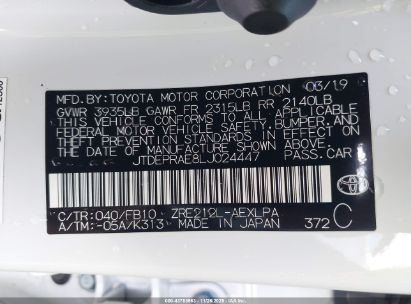 MFD. BY: TOYOTA MOTOR CORPORATION 03/19
GVWR 3935LB GAWR FR 2315LB RR 2140LB
THIS VEHICLE CONFORMS TO ALL APPLICABLE
FEDERAL MOTOR VEHICLE SAFETY, BUMPER, AND
THEFT PREVENTION STANDARDS IN EFFECT ON
THE DATE OF MANUFACTURE SHOWN ABOVE.
JTDEPRAE8LJ024447 PASS.CAR
C/TR: 040/FB10 ZRE212L-AEXLPA
A/TM: -05A/K313 MADE IN JAPAN 372 C
TOYOTA